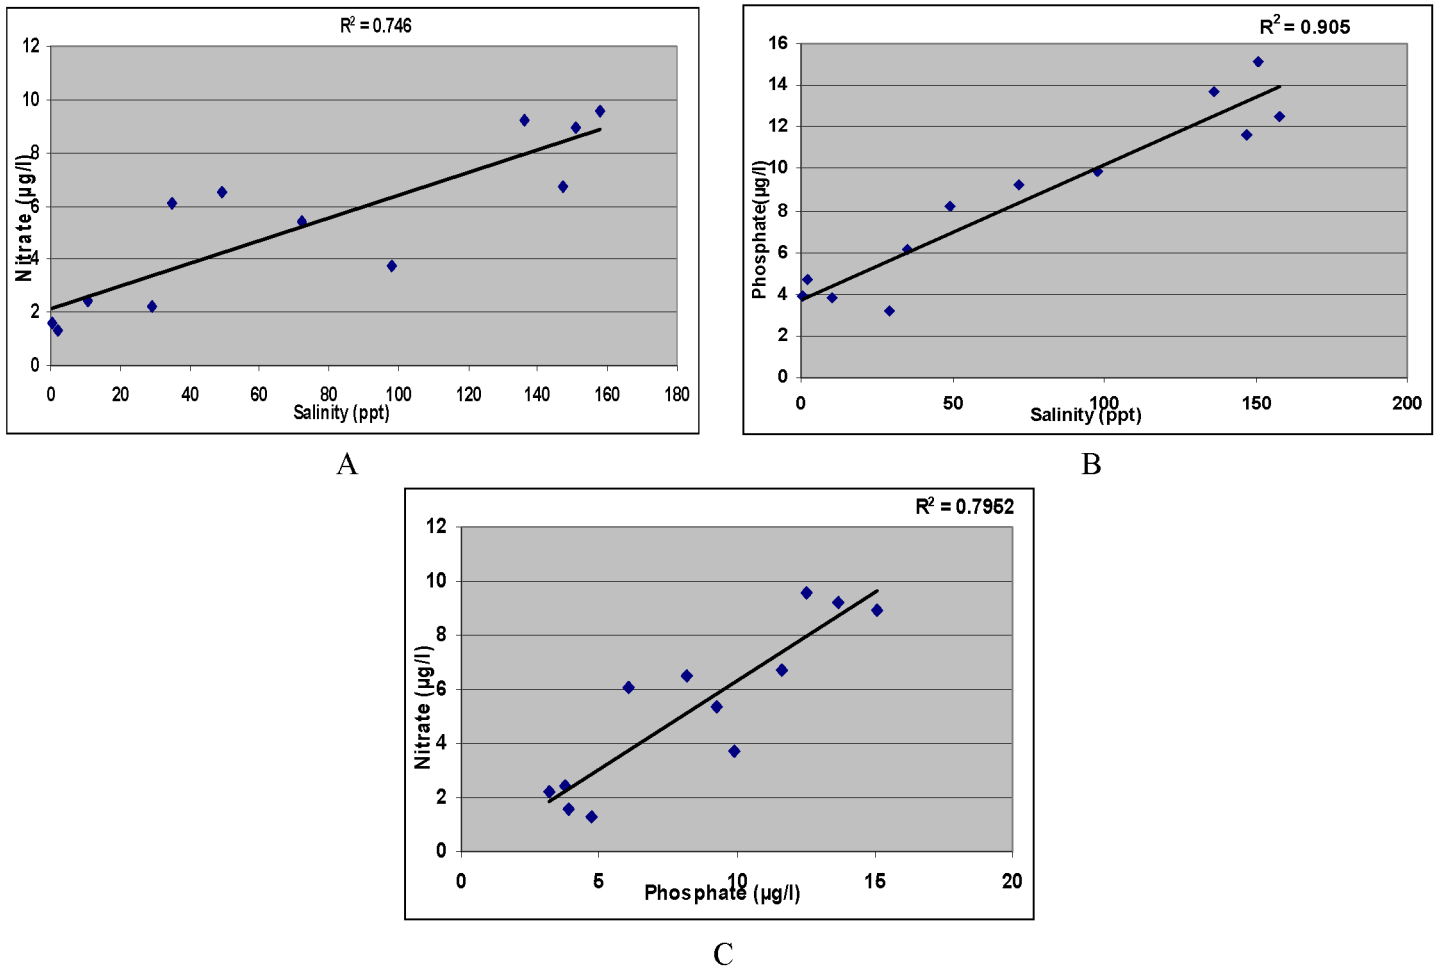 R² = 0.746
12
10
8
6
4
2
0
Nitrate (µg/l)
0 20 40 60 80 100 120 140 160 180
Salinity (ppt)
A
R² = 0.905
16
14
12
10
8
6
4
2
0
Phosphate(µg/l)
0 50 100 150 200
Salinity (ppt)
B
R² = 0.7952
12
10
8
6
4
2
0
Nitrate (µg/l)
0 5 10 15 20
Phosphate (µg/l)
C